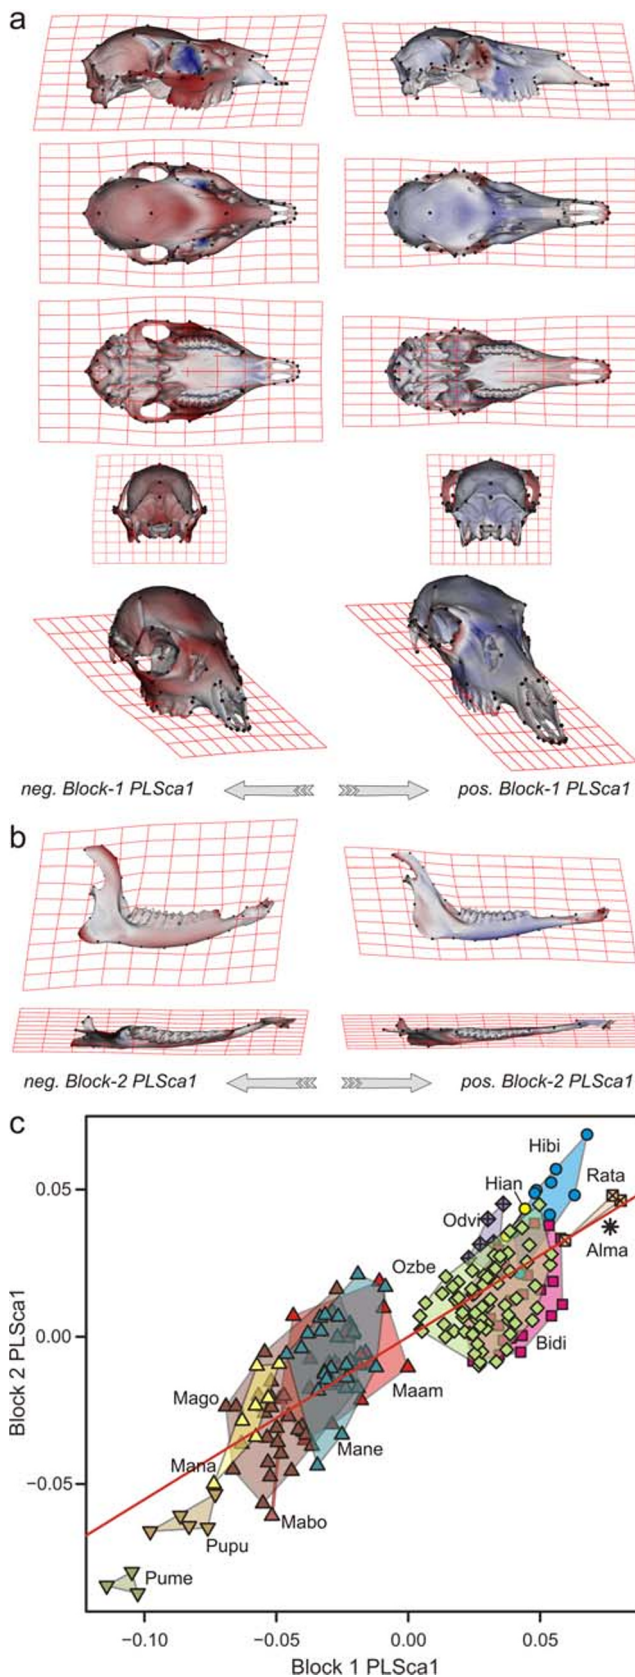 a
neg. Block-1 PLSca1 pos. Block-1 PLSca1
b
neg. Block-2 PLSca1 pos. Block-2 PLSca1
c
Hibi
Rata
Hian
0.05
Odvi
Alma
Ozbe
0.00
Bidi
Maam
Mago
Mane
Mana
−0.05
Mabo
Pupu
Pume
Block 2 PLSca1
−0.10 −0.05 0.00 0.05
Block 1 PLSca1